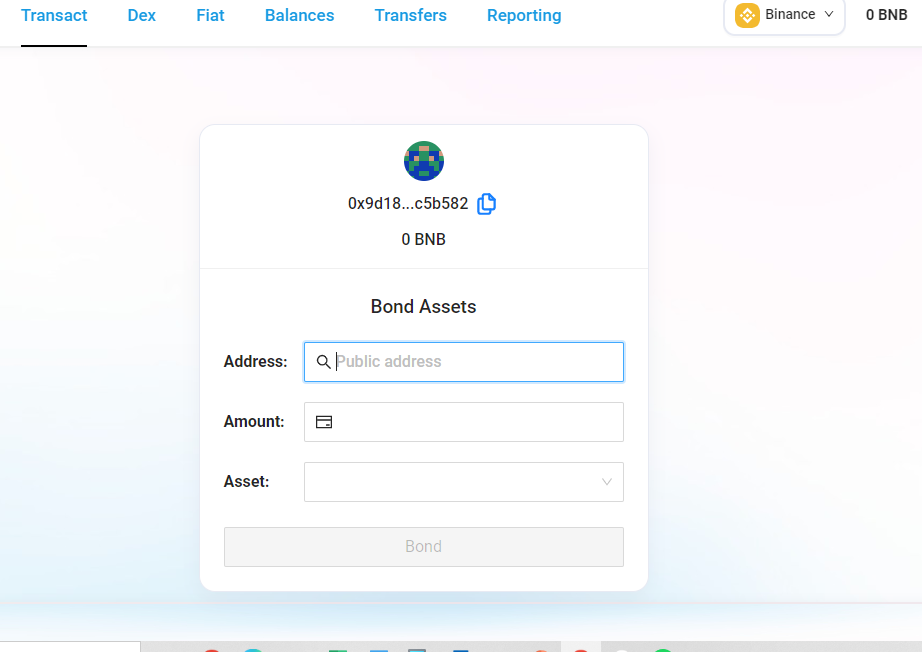 Transact Dex Fiat Balances Transfers Reporting Binance 0 BNB
0x9d18...c5b582
0 BNB
Bond Assets
Address: Public address
Amount:
Asset:
Bond